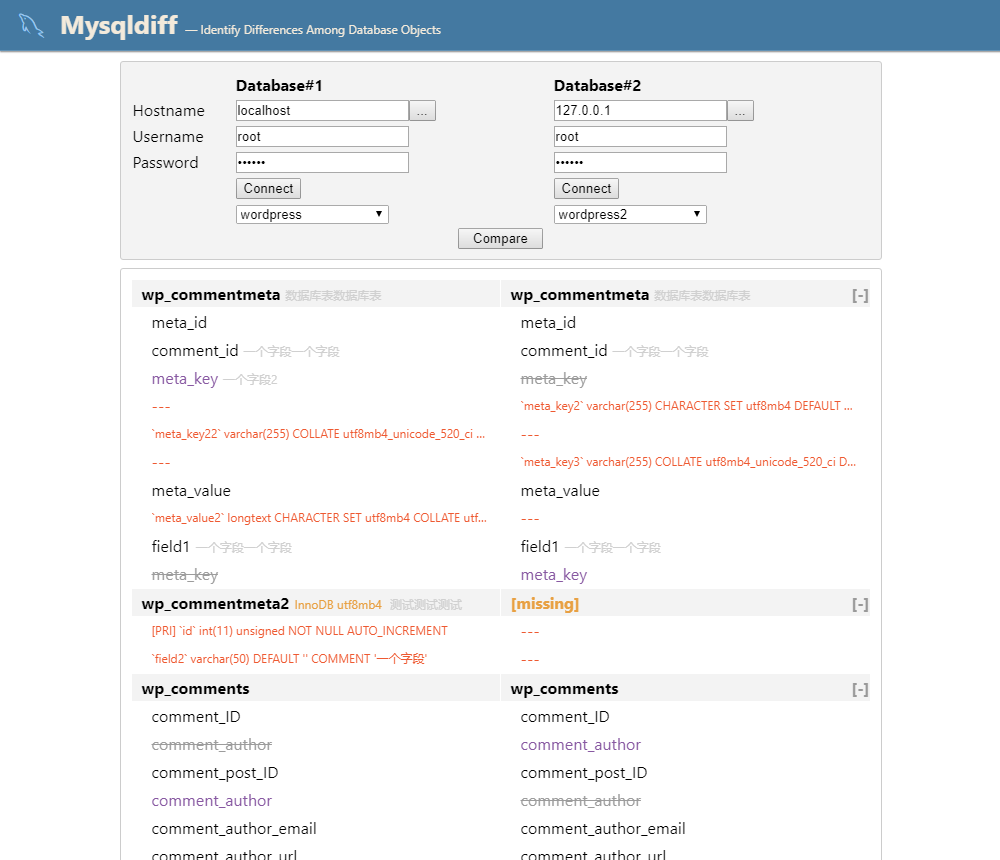 Mysqldiff — Identify Differences Among Database Objects
Database#1 Database#2
Hostname localhost ... 127.0.0.1 ...
Username root root
Password •••••• ••••••
Connect Connect
wordpress wordpress2
Compare
wp_commentmeta 数据库表数据库表 wp_commentmeta 数据库表数据库表 [-]
meta_id meta_id
comment_id 一个字段一个字段 comment_id 一个字段一个字段
meta_key 一个字段2 meta_key
--- `meta_key2` varchar(255) CHARACTER SET utf8mb4 DEFAULT ...
`meta_key22` varchar(255) COLLATE utf8mb4_unicode_520_ci ... ---
--- `meta_key3` varchar(255) COLLATE utf8mb4_unicode_520_ci D...
meta_value meta_value
`meta_value2` longtext CHARACTER SET utf8mb4 COLLATE utf... ---
field1 一个字段一个字段 field1 一个字段一个字段
meta_key meta_key
wp_commentmeta2 InnoDB utf8mb4 测试测试测试 [missing] [-]
[PRI] `id` int(11) unsigned NOT NULL AUTO_INCREMENT ---
`field2` varchar(50) DEFAULT '' COMMENT '一个字段' ---
wp_comments wp_comments [-]
comment_ID comment_ID
comment_author comment_author
comment_post_ID comment_post_ID
comment_author comment_author
comment_author_email comment_author_email
comment_author_url comment_author_url